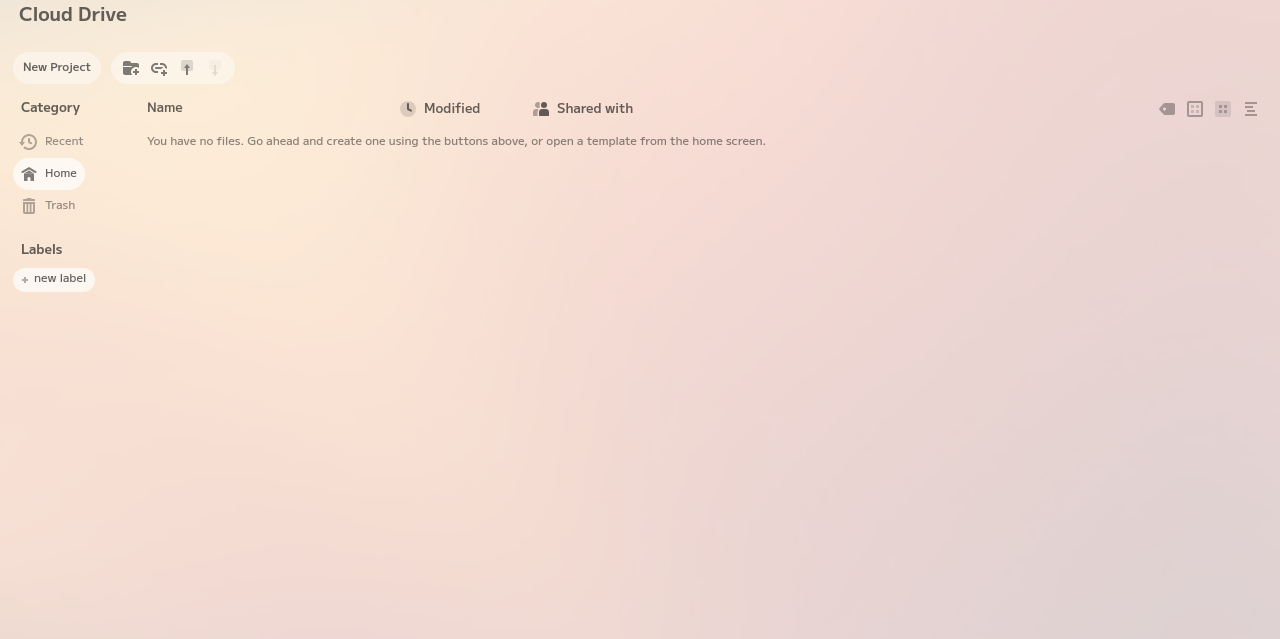 Cloud Drive
New Project
Category
Name
Modified
Shared with
Recent
You have no files. Go ahead and create one using the buttons above, or open a template from the home screen.
Home
Trash
Labels
+ new label